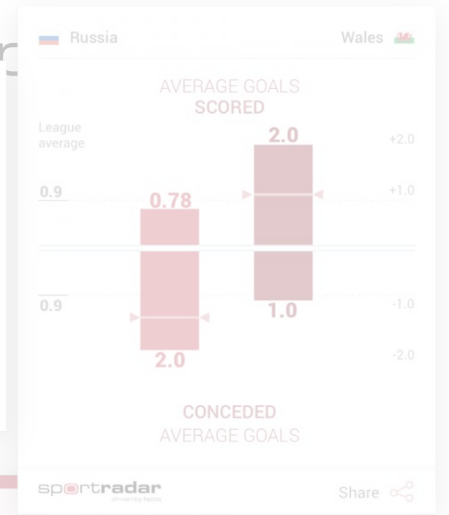 Russia
Wales
AVERAGE GOALS
SCORED
League
average
2.0
+2.0
0.9
0.78
+1.0
0.9
1.0
-1.0
2.0
-2.0
CONCEDED
AVERAGE GOALS
sportradar
Share